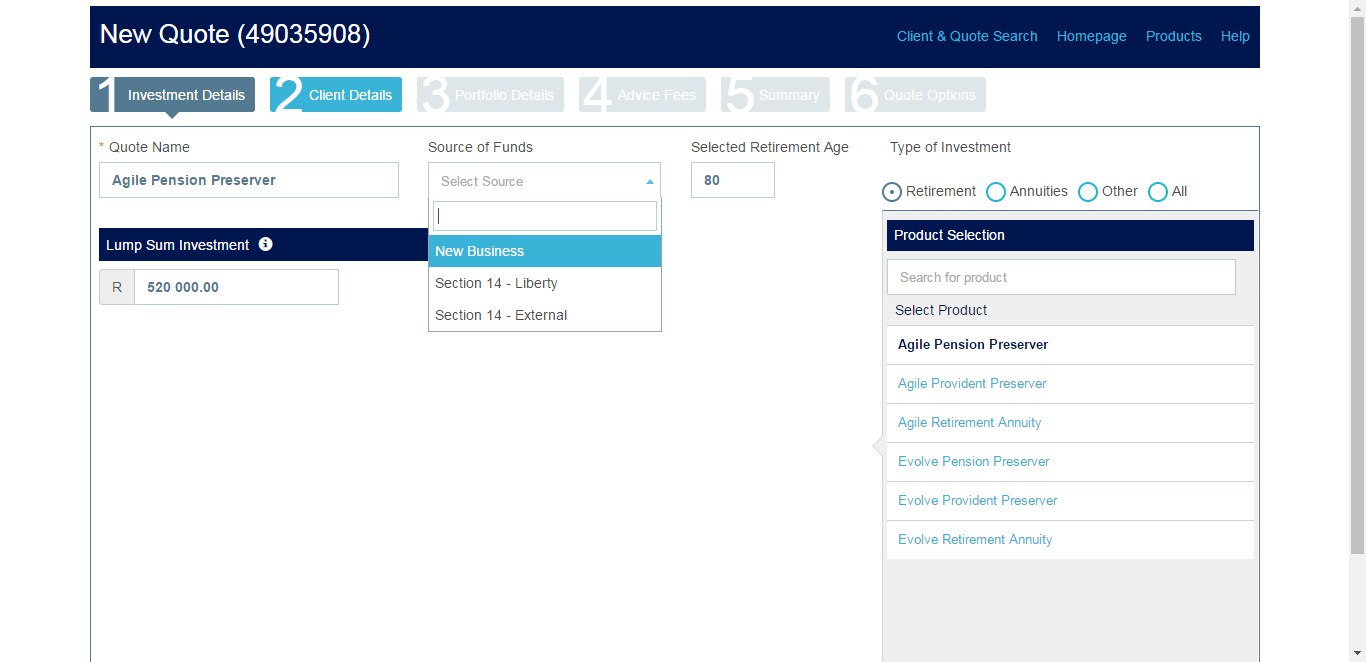 New Quote (49035908)
Client & Quote Search Homepage Products Help
1 Investment Details 2 Client Details 3 Portfolio Details 4 Advice Fees 5 Summary 6 Quote Options
* Quote Name
Agile Pension Preserver
Source of Funds
Select Source
New Business
Section 14 - Liberty
Section 14 - External
Selected Retirement Age
80
Lump Sum Investment i
R 520 000.00
Type of Investment
Retirement Annuities Other All
Product Selection
Search for product
Select Product
Agile Pension Preserver
Agile Provident Preserver
Agile Retirement Annuity
Evolve Pension Preserver
Evolve Provident Preserver
Evolve Retirement Annuity